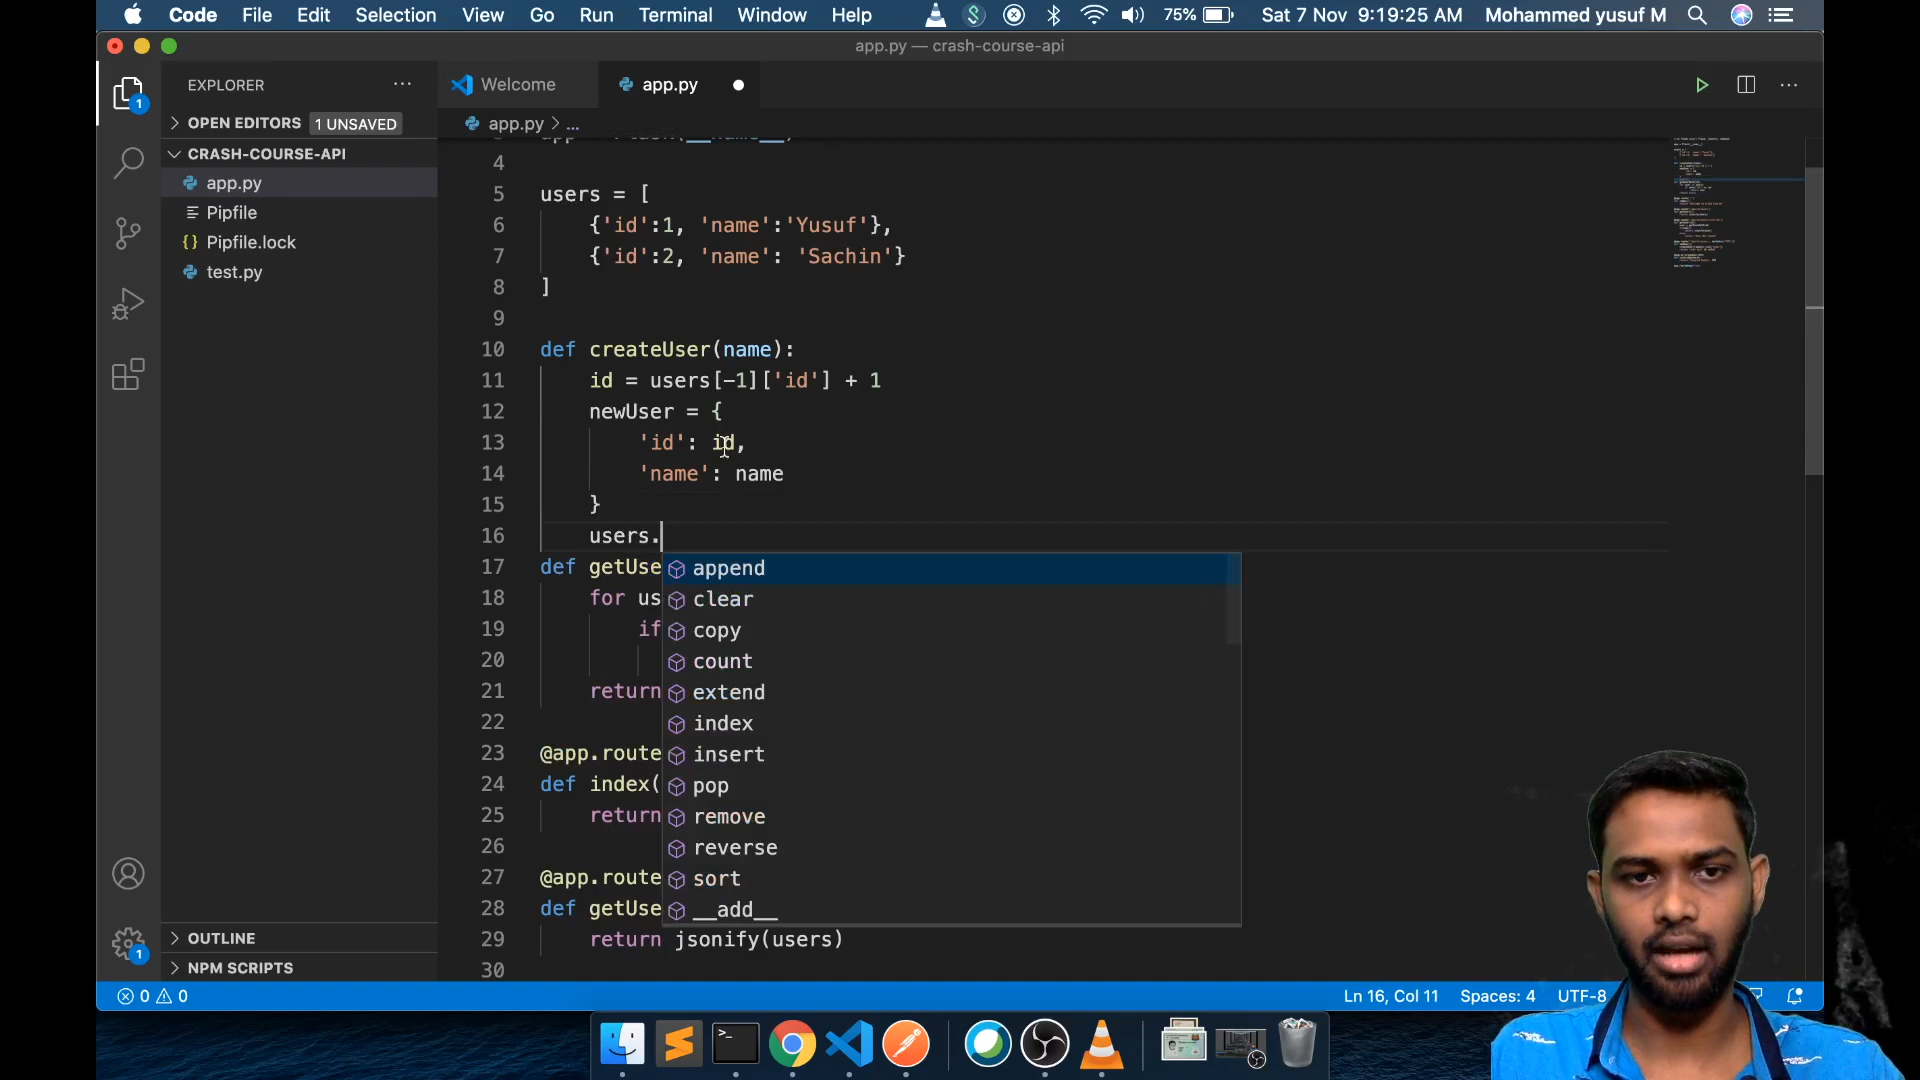 Code File Edit Selection View Go Run Terminal Window Help 75% Sat 7 Nov 9:19:25 AM Mohammed yusuf M
app.py — crash-course-api
EXPLORER
Welcome
app.py
OPEN EDITORS 1 UNSAVED
app.py > ...
CRASH-COURSE-API
app.py
Pipfile
Pipfile.lock
test.py
4
5 users = [
6 {'id':1, 'name':'Yusuf'},
7 {'id':2, 'name': 'Sachin'}
8 ]
9
10 def createUser(name):
11 id = users[-1]['id'] + 1
12 newUser = {
13 'id': id,
14 'name': name
15 }
16 users.
17 def getUse
18 for us
19 if
20
21 return
22
23 @app.route
24 def index(
25 return
26
27 @app.route
28 def getUse
29 return jsonify(users)
30
append
clear
copy
count
extend
index
insert
pop
remove
reverse
sort
__add__
1
1
OUTLINE
NPM SCRIPTS
0 0 Ln 16, Col 11 Spaces: 4 UTF-8